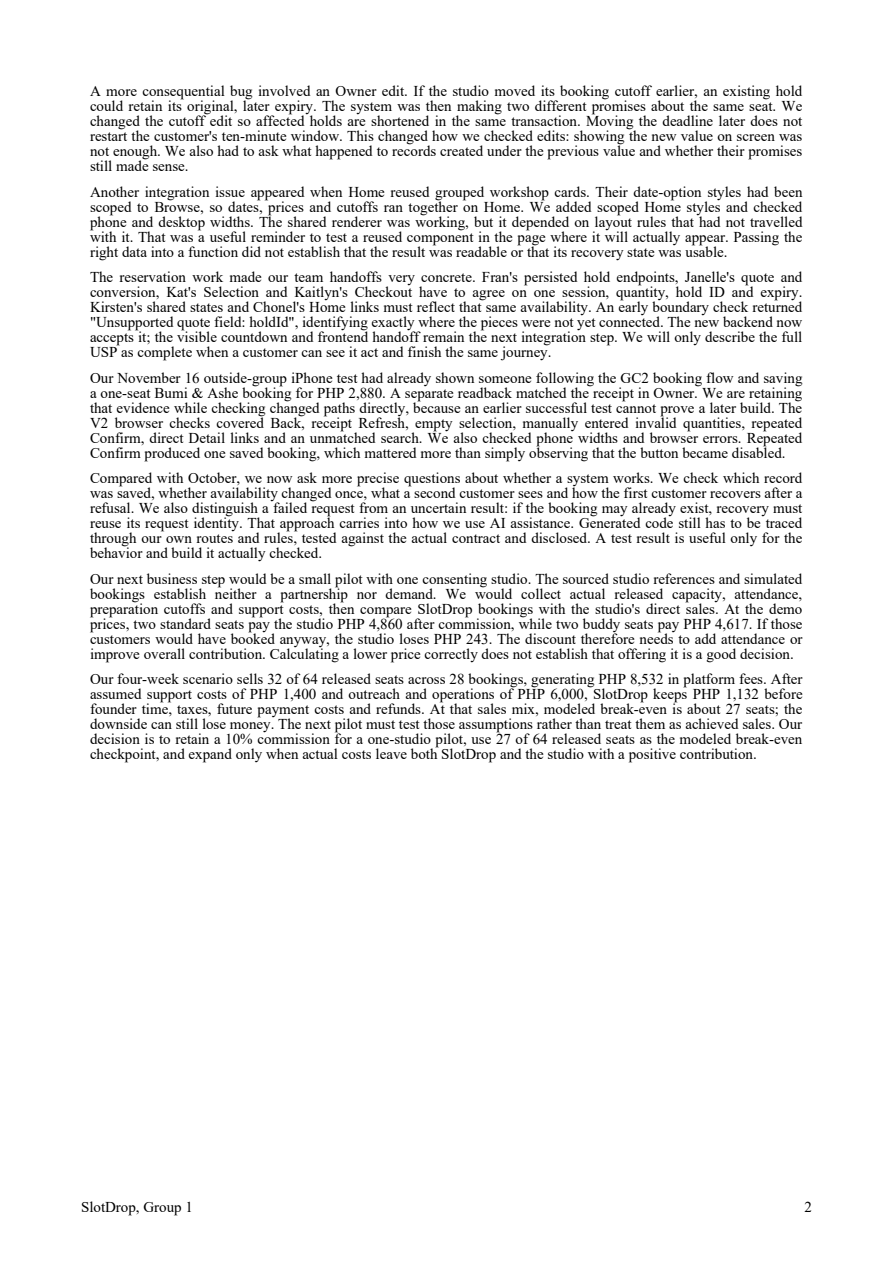 A more consequential bug involved an Owner edit. If the studio moved its booking cutoff earlier, an existing hold
could retain its original, later expiry. The system was then making two different promises about the same seat. We
changed the cutoff edit so affected holds are shortened in the same transaction. Moving the deadline later does not
restart the customer's ten-minute window. This changed how we checked edits: showing the new value on screen was
not enough. We also had to ask what happened to records created under the previous value and whether their promises
still made sense.
Another integration issue appeared when Home reused grouped workshop cards. Their date-option styles had been
scoped to Browse, so dates, prices and cutoffs ran together on Home. We added scoped Home styles and checked
phone and desktop widths. The shared renderer was working, but it depended on layout rules that had not travelled
with it. That was a useful reminder to test a reused component in the page where it will actually appear. Passing the
right data into a function did not establish that the result was readable or that its recovery state was usable.
The reservation work made our team handoffs very concrete. Fran's persisted hold endpoints, Janelle's quote and
conversion, Kat's Selection and Kaitlyn's Checkout have to agree on one session, quantity, hold ID and expiry.
Kirsten's shared states and Chonel's Home links must reflect that same availability. An early boundary check returned
"Unsupported quote field: holdId", identifying exactly where the pieces were not yet connected. The new backend now
accepts it; the visible countdown and frontend handoff remain the next integration step. We will only describe the full
USP as complete when a customer can see it act and finish the same journey.
Our November 16 outside-group iPhone test had already shown someone following the GC2 booking flow and saving
a one-seat Bumi & Ashe booking for PHP 2,880. A separate readback matched the receipt in Owner. We are retaining
that evidence while checking changed paths directly, because an earlier successful test cannot prove a later build. The
V2 browser checks covered Back, receipt Refresh, empty selection, manually entered invalid quantities, repeated
Confirm, direct Detail links and an unmatched search. We also checked phone widths and browser errors. Repeated
Confirm produced one saved booking, which mattered more than simply observing that the button became disabled.
Compared with October, we now ask more precise questions about whether a system works. We check which record
was saved, whether availability changed once, what a second customer sees and how the first customer recovers after a
refusal. We also distinguish a failed request from an uncertain result: if the booking may already exist, recovery must
reuse its request identity. That approach carries into how we use AI assistance. Generated code still has to be traced
through our own routes and rules, tested against the actual contract and disclosed. A test result is useful only for the
behavior and build it actually checked.
Our next business step would be a small pilot with one consenting studio. The sourced studio references and simulated
bookings establish neither a partnership nor demand. We would collect actual released capacity, attendance,
preparation cutoffs and support costs, then compare SlotDrop bookings with the studio's direct sales. At the demo
prices, two standard seats pay the studio PHP 4,860 after commission, while two buddy seats pay PHP 4,617. If those
customers would have booked anyway, the studio loses PHP 243. The discount therefore needs to add attendance or
improve overall contribution. Calculating a lower price correctly does not establish that offering it is a good decision.
Our four-week scenario sells 32 of 64 released seats across 28 bookings, generating PHP 8,532 in platform fees. After
assumed support costs of PHP 1,400 and outreach and operations of PHP 6,000, SlotDrop keeps PHP 1,132 before
founder time, taxes, future payment costs and refunds. At that sales mix, modeled break-even is about 27 seats; the
downside can still lose money. The next pilot must test those assumptions rather than treat them as achieved sales. Our
decision is to retain a 10% commission for a one-studio pilot, use 27 of 64 released seats as the modeled break-even
checkpoint, and expand only when actual costs leave both SlotDrop and the studio with a positive contribution.
SlotDrop, Group 1
2